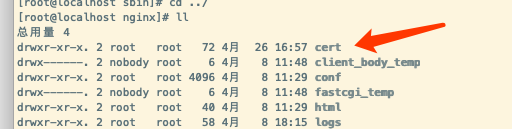 [root@localhost sbin]# cd ../
[root@localhost nginx]# ll
总用量 4
drwxr-xr-x. 2 root   root   72 4月   26 16:57 cert
drwx------. 2 nobody root    6 4月    8 11:48 client_body_temp
drwxr-xr-x. 2 root   root 4096 4月    8 11:29 conf
drwx------. 2 nobody root    6 4月    8 11:48 fastcgi_temp
drwxr-xr-x. 2 root   root   40 4月    8 11:29 html
drwxr-xr-x. 2 root   root   58 4月    8 18:15 logs